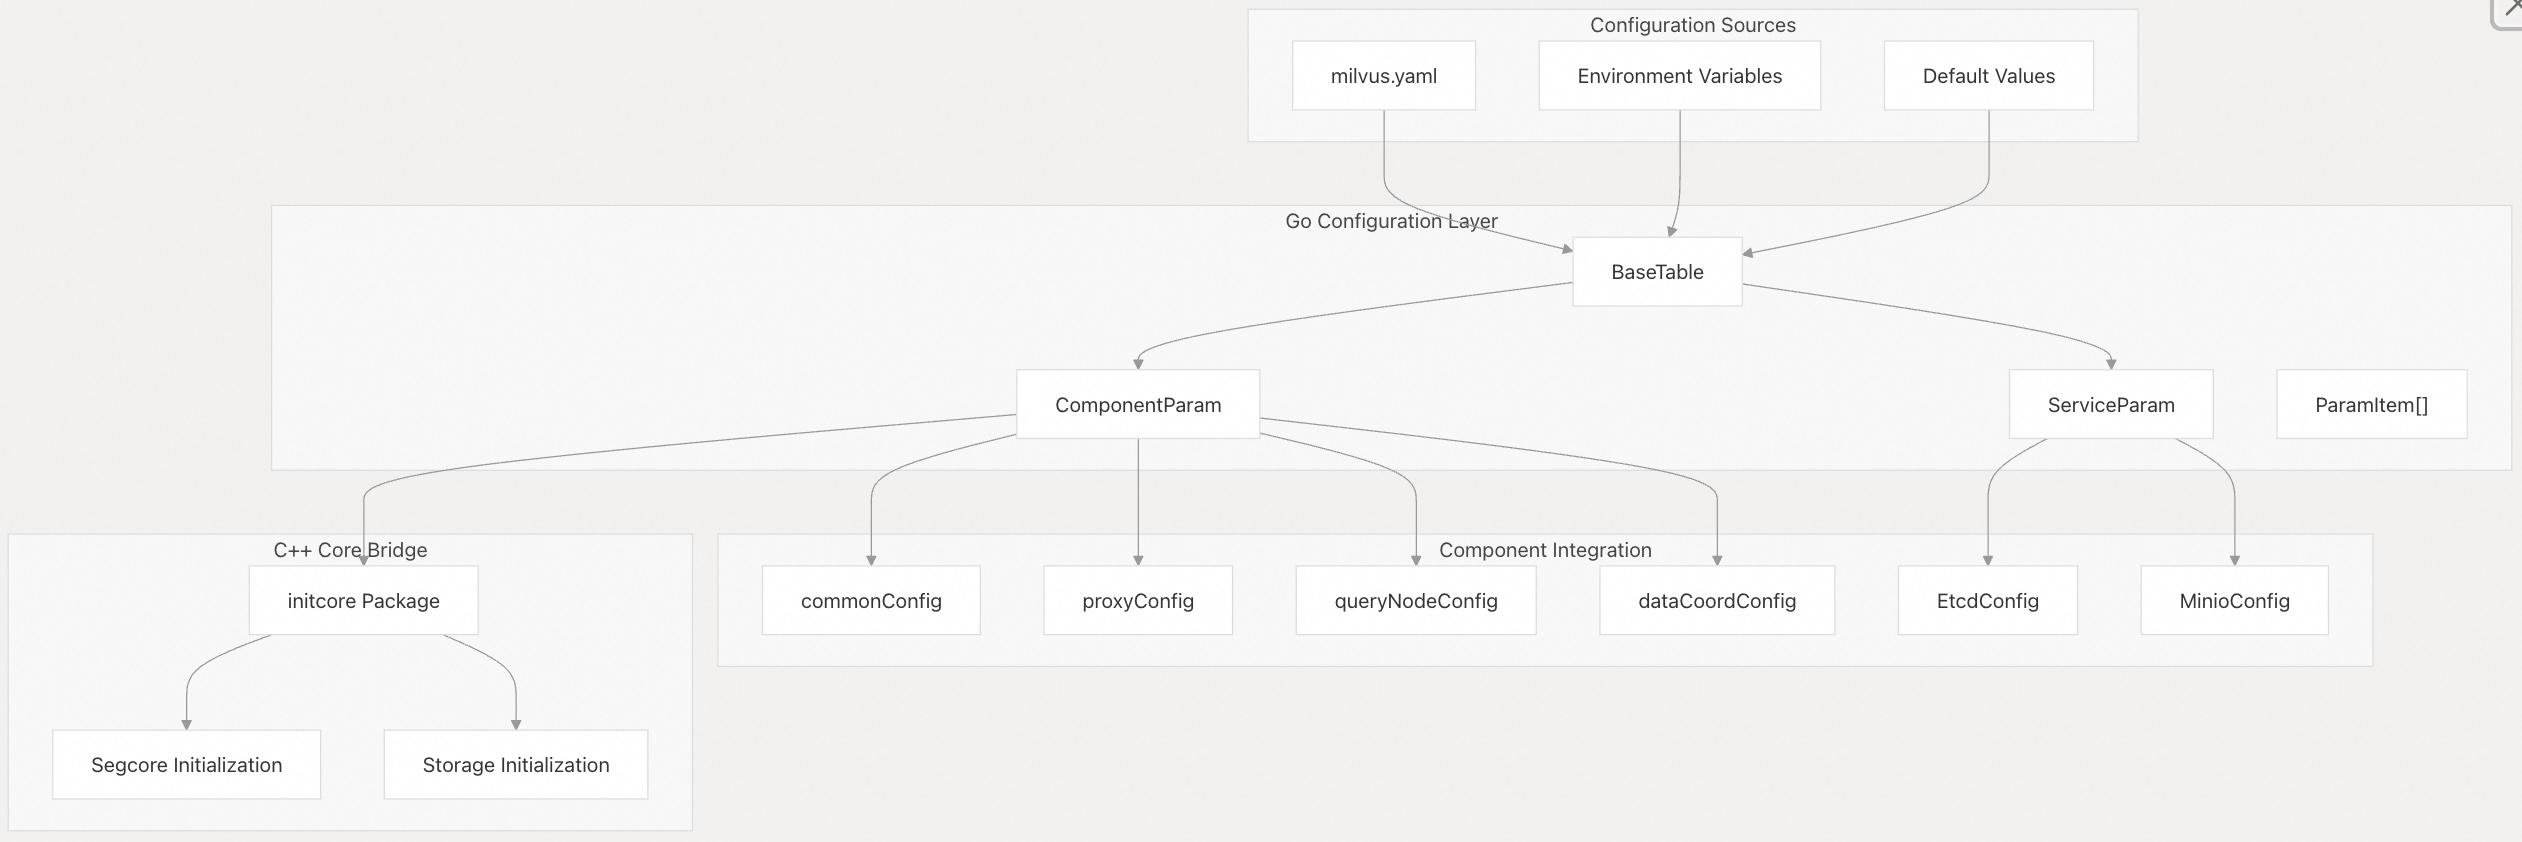 Configuration Sources
milvus.yaml
Environment Variables
Default Values
Go Configuration Layer
BaseTable
ComponentParam
ServiceParam
ParamItem[]
C++ Core Bridge
Component Integration
initcore Package
commonConfig
proxyConfig
queryNodeConfig
dataCoordConfig
EtcdConfig
MinioConfig
Segcore Initialization
Storage Initialization